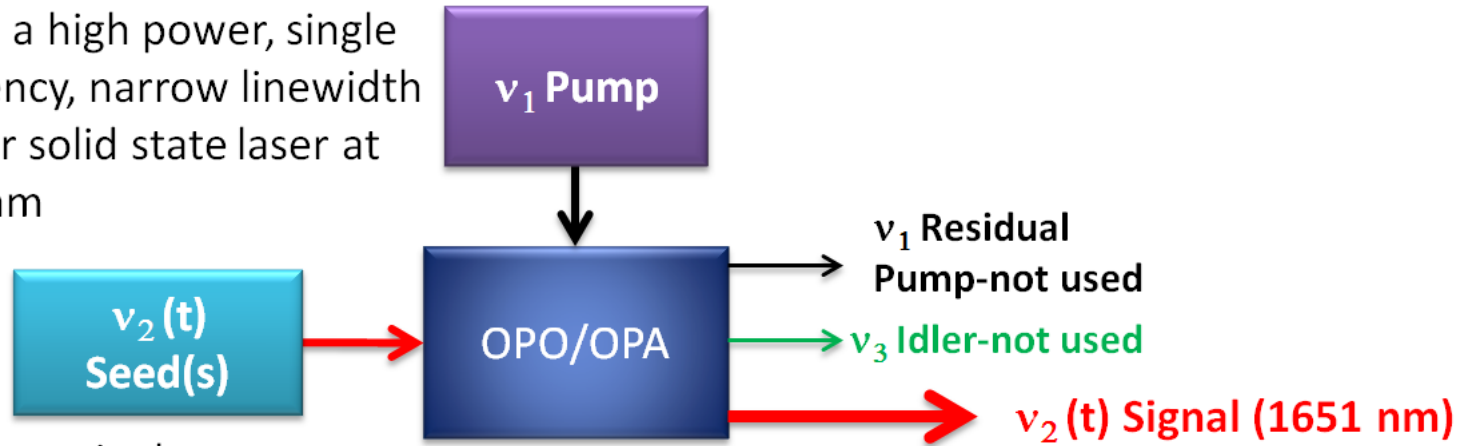 a high power, single
ency, narrow linewidth
r solid state laser at
nm
ν₁ Pump
ν₂ (t)
Seed(s)
OPO/OPA
ν₁ Residual
Pump-not used
ν₃ Idler-not used
ν₂ (t) Signal (1651 nm)